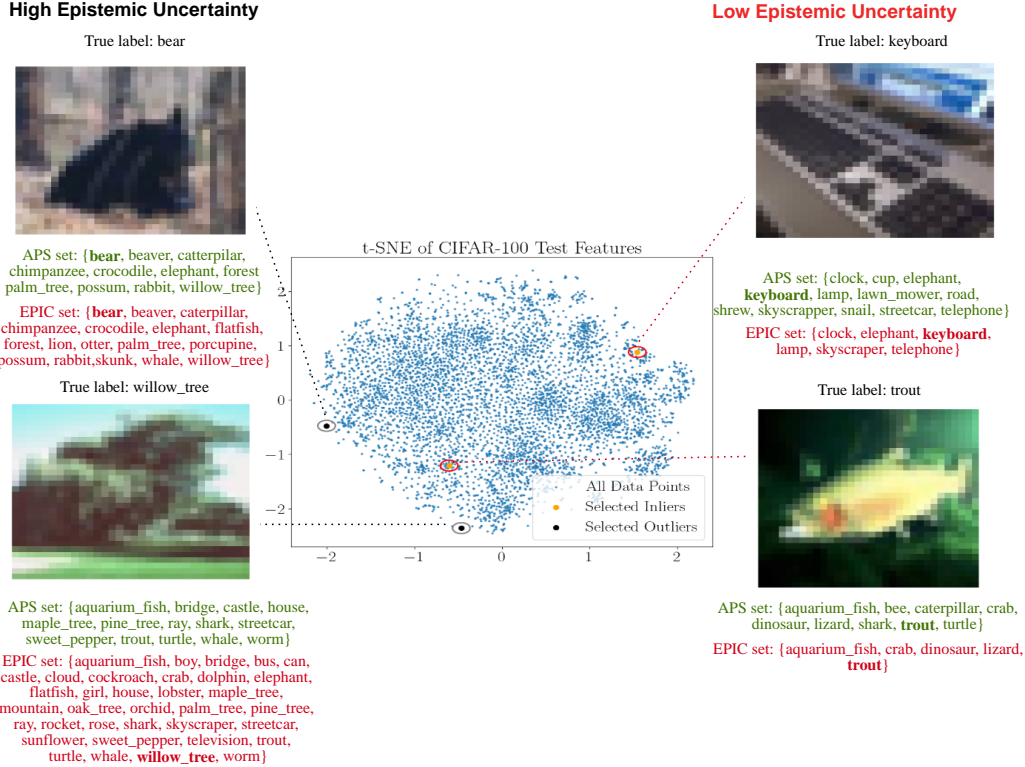 High Epistemic Uncertainty
True label: bear
APS set: {bear, beaver, catterpilar,
chimpanzee, crocodile, elephant, forest
palm_tree, possum, rabbit, willow_tree}
EPIC set: {bear, beaver, caterpillar,
chimpanzee, crocodile, elephant, flatfish,
forest, lion, otter, palm_tree, porcupine,
possum, rabbit,skunk, whale, willow_tree}
True label: willow_tree
APS set: {aquarium_fish, bridge, castle, house,
maple_tree, pine_tree, ray, shark, streetcar,
sweet_pepper, trout, turtle, whale, worm}
EPIC set: {aquarium_fish, boy, bridge, bus, can,
castle, cloud, cockroach, crab, dolphin, elephant,
flatfish, girl, house, lobster, maple_tree,
mountain, oak_tree, orchid, palm_tree, pine_tree,
ray, rocket, rose, shark, skyscraper, streetcar,
sunflower, sweet_pepper, television, trout,
turtle, whale, willow_tree, worm}
t-SNE of CIFAR-100 Test Features
2
1
0
−1
−2
−2
−1
0
1
2
All Data Points
Selected Inliers
Selected Outliers
Low Epistemic Uncertainty
True label: keyboard
APS set: {clock, cup, elephant,
keyboard, lamp, lawn_mower, road,
shrew, skyscrapper, snail, streetcar, telephone}
EPIC set: {clock, elephant, keyboard,
lamp, skyscraper, telephone}
True label: trout
APS set: {aquarium_fish, bee, caterpillar, crab,
dinosaur, lizard, shark, trout, turtle}
EPIC set: {aquarium_fish, crab, dinosaur, lizard,
trout}